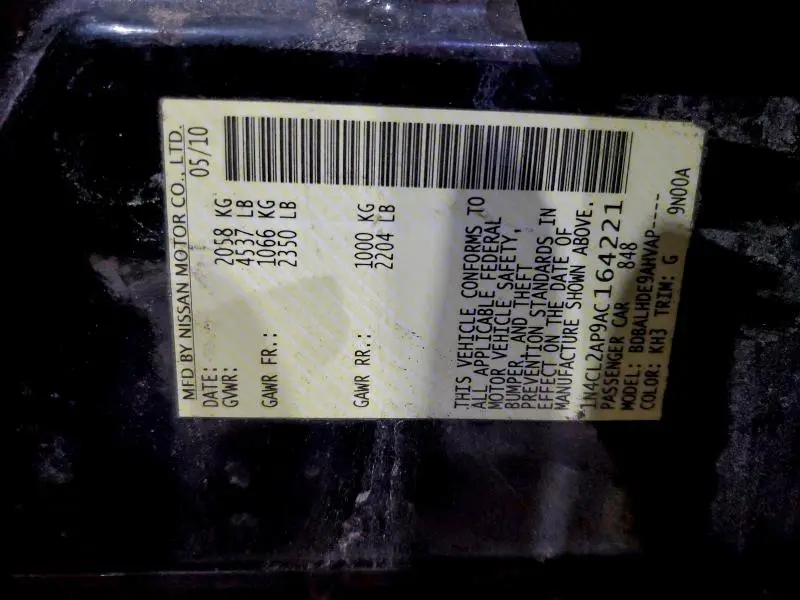 MFD BY NISSAN MOTOR CO., LTD.
DATE: 05/10
GVWR: 2058 KG
4537 LB
GAWR FR.: 1066 KG
2350 LB
GAWR RR.: 1000 KG
2204 LB
THIS VEHICLE CONFORMS TO
ALL APPLICABLE FEDERAL
MOTOR VEHICLE SAFETY,
BUMPER, AND THEFT
PREVENTION STANDARDS IN
EFFECT ON THE DATE OF
MANUFACTURE SHOWN ABOVE.
1N4CL2AP9AC164221
PASSENGER CAR 848
MODEL: BDBALHDE9AHVAP----
COLOR: KH3 TRIM: G 9N00A